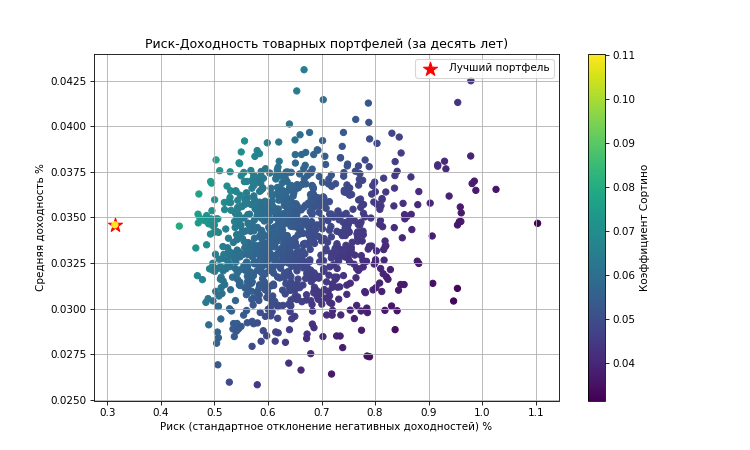 Риск-Доходность товарных портфелей (за десять лет)
Лучший портфель
Средняя доходность %
0.0425
0.0400
0.0375
0.0350
0.0325
0.0300
0.0275
0.0250
0.3 0.4 0.5 0.6 0.7 0.8 0.9 1.0 1.1
Риск (стандартное отклонение негативных доходностей) %
0.11
0.10
0.09
0.08
0.07
0.06
0.05
0.04
Коэффициент Сортино